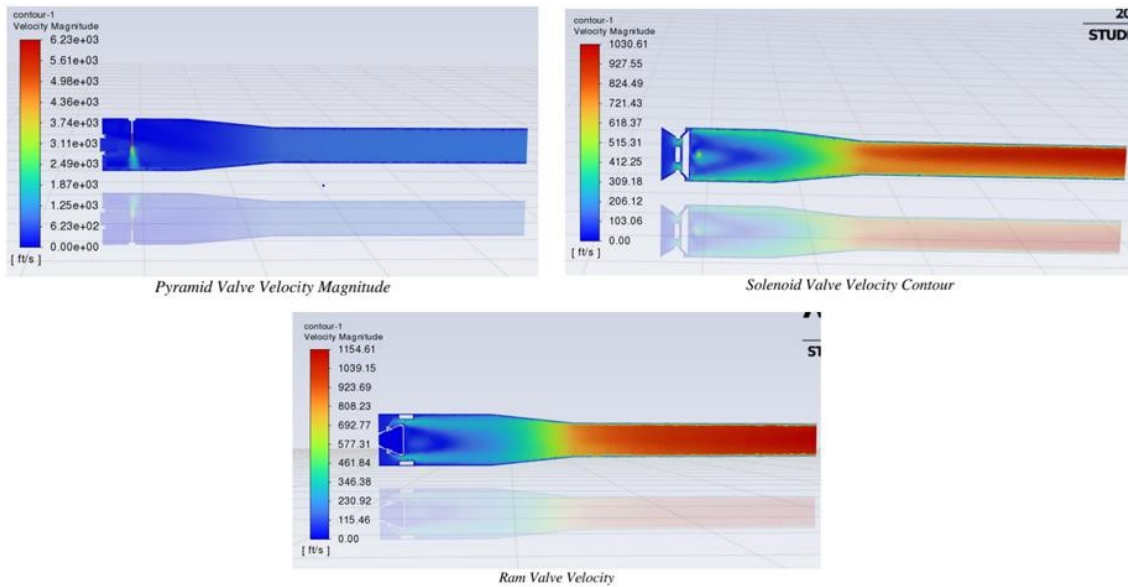 contour-1
Velocity Magnitude
6.23e+03
5.61e+03
4.98e+03
4.36e+03
3.74e+03
3.11e+03
2.49e+03
1.87e+03
1.25e+03
6.23e+02
0.00e+00
[ ft/s ]
Pyramid Valve Velocity Magnitude
contour-1
Velocity Magnitude
1030.61
927.55
824.49
721.43
618.37
515.31
412.25
309.18
206.12
103.06
0.00
[ ft/s ]
20
STUDI
Solenoid Valve Velocity Contour
contour-1
Velocity Magnitude
1154.61
1039.15
923.69
808.23
692.77
577.31
461.84
346.38
230.92
115.46
0.00
[ ft/s ]
ST
Ram Valve Velocity